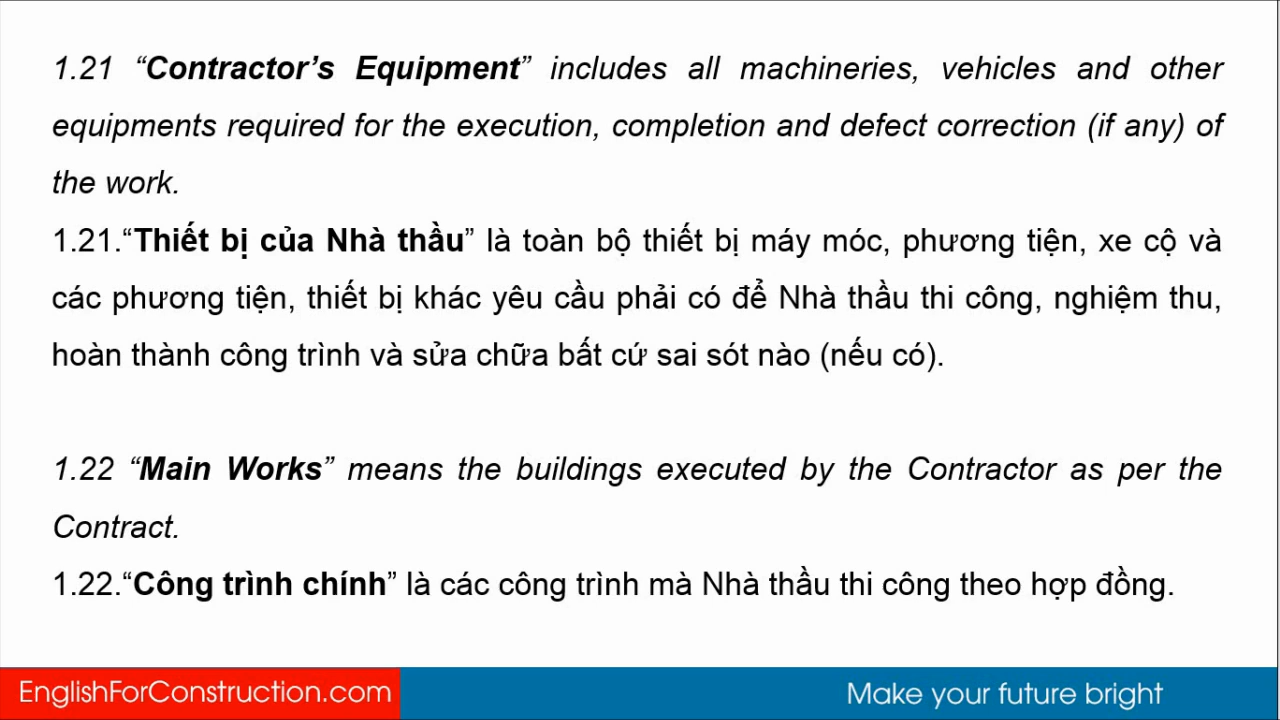 1.21 “Contractor’s Equipment” includes all machineries, vehicles and other
equipments required for the execution, completion and defect correction (if any) of
the work.
1.21.“Thiết bị của Nhà thầu” là toàn bộ thiết bị máy móc, phương tiện, xe cộ và
các phương tiện, thiết bị khác yêu cầu phải có để Nhà thầu thi công, nghiệm thu,
hoàn thành công trình và sửa chữa bất cứ sai sót nào (nếu có).
1.22 “Main Works” means the buildings executed by the Contractor as per the
Contract.
1.22.“Công trình chính” là các công trình mà Nhà thầu thi công theo hợp đồng.
EnglishForConstruction.com
Make your future bright